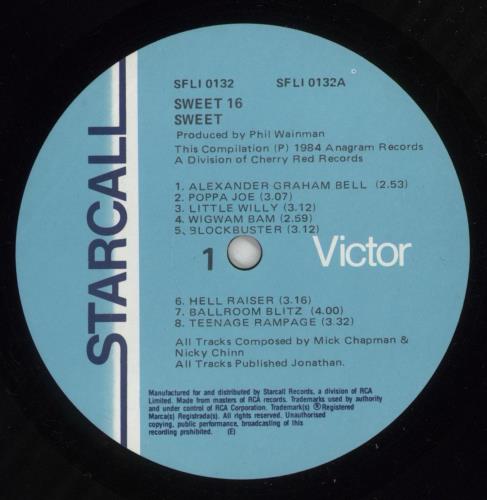 SFLI 0132 SFLI 0132A
SWEET 16
SWEET
Produced by Phil Wainman
This Compilation (P) 1984 Anagram Records
A Division of Cherry Red Records
1. ALEXANDER GRAHAM BELL (2.53)
2. POPPA JOE (3.07)
3. LITTLE WILLY (3.12)
4. WIGWAM BAM (2.59)
5. BLOCKBUSTER (3.12)
STARCALL
1 Victor
6. HELL RAISER (3.16)
7. BALLROOM BLITZ (4.00)
8. TEENAGE RAMPAGE (3.32)
All Tracks Composed by Mick Chapman &
Nicky Chinn
All Tracks Published Jonathan.
Manufactured for and distributed by Starcall Records, a division of RCA
Limited. Made from masters of RCA records. Trademarks used by authority
and under control of RCA Corporation. Trademark(s) ® Registered
Marca(s) Registrada(s). All rights reserved. Unauthorised
copying, public performance, broadcasting of this
recording prohibited. (E)